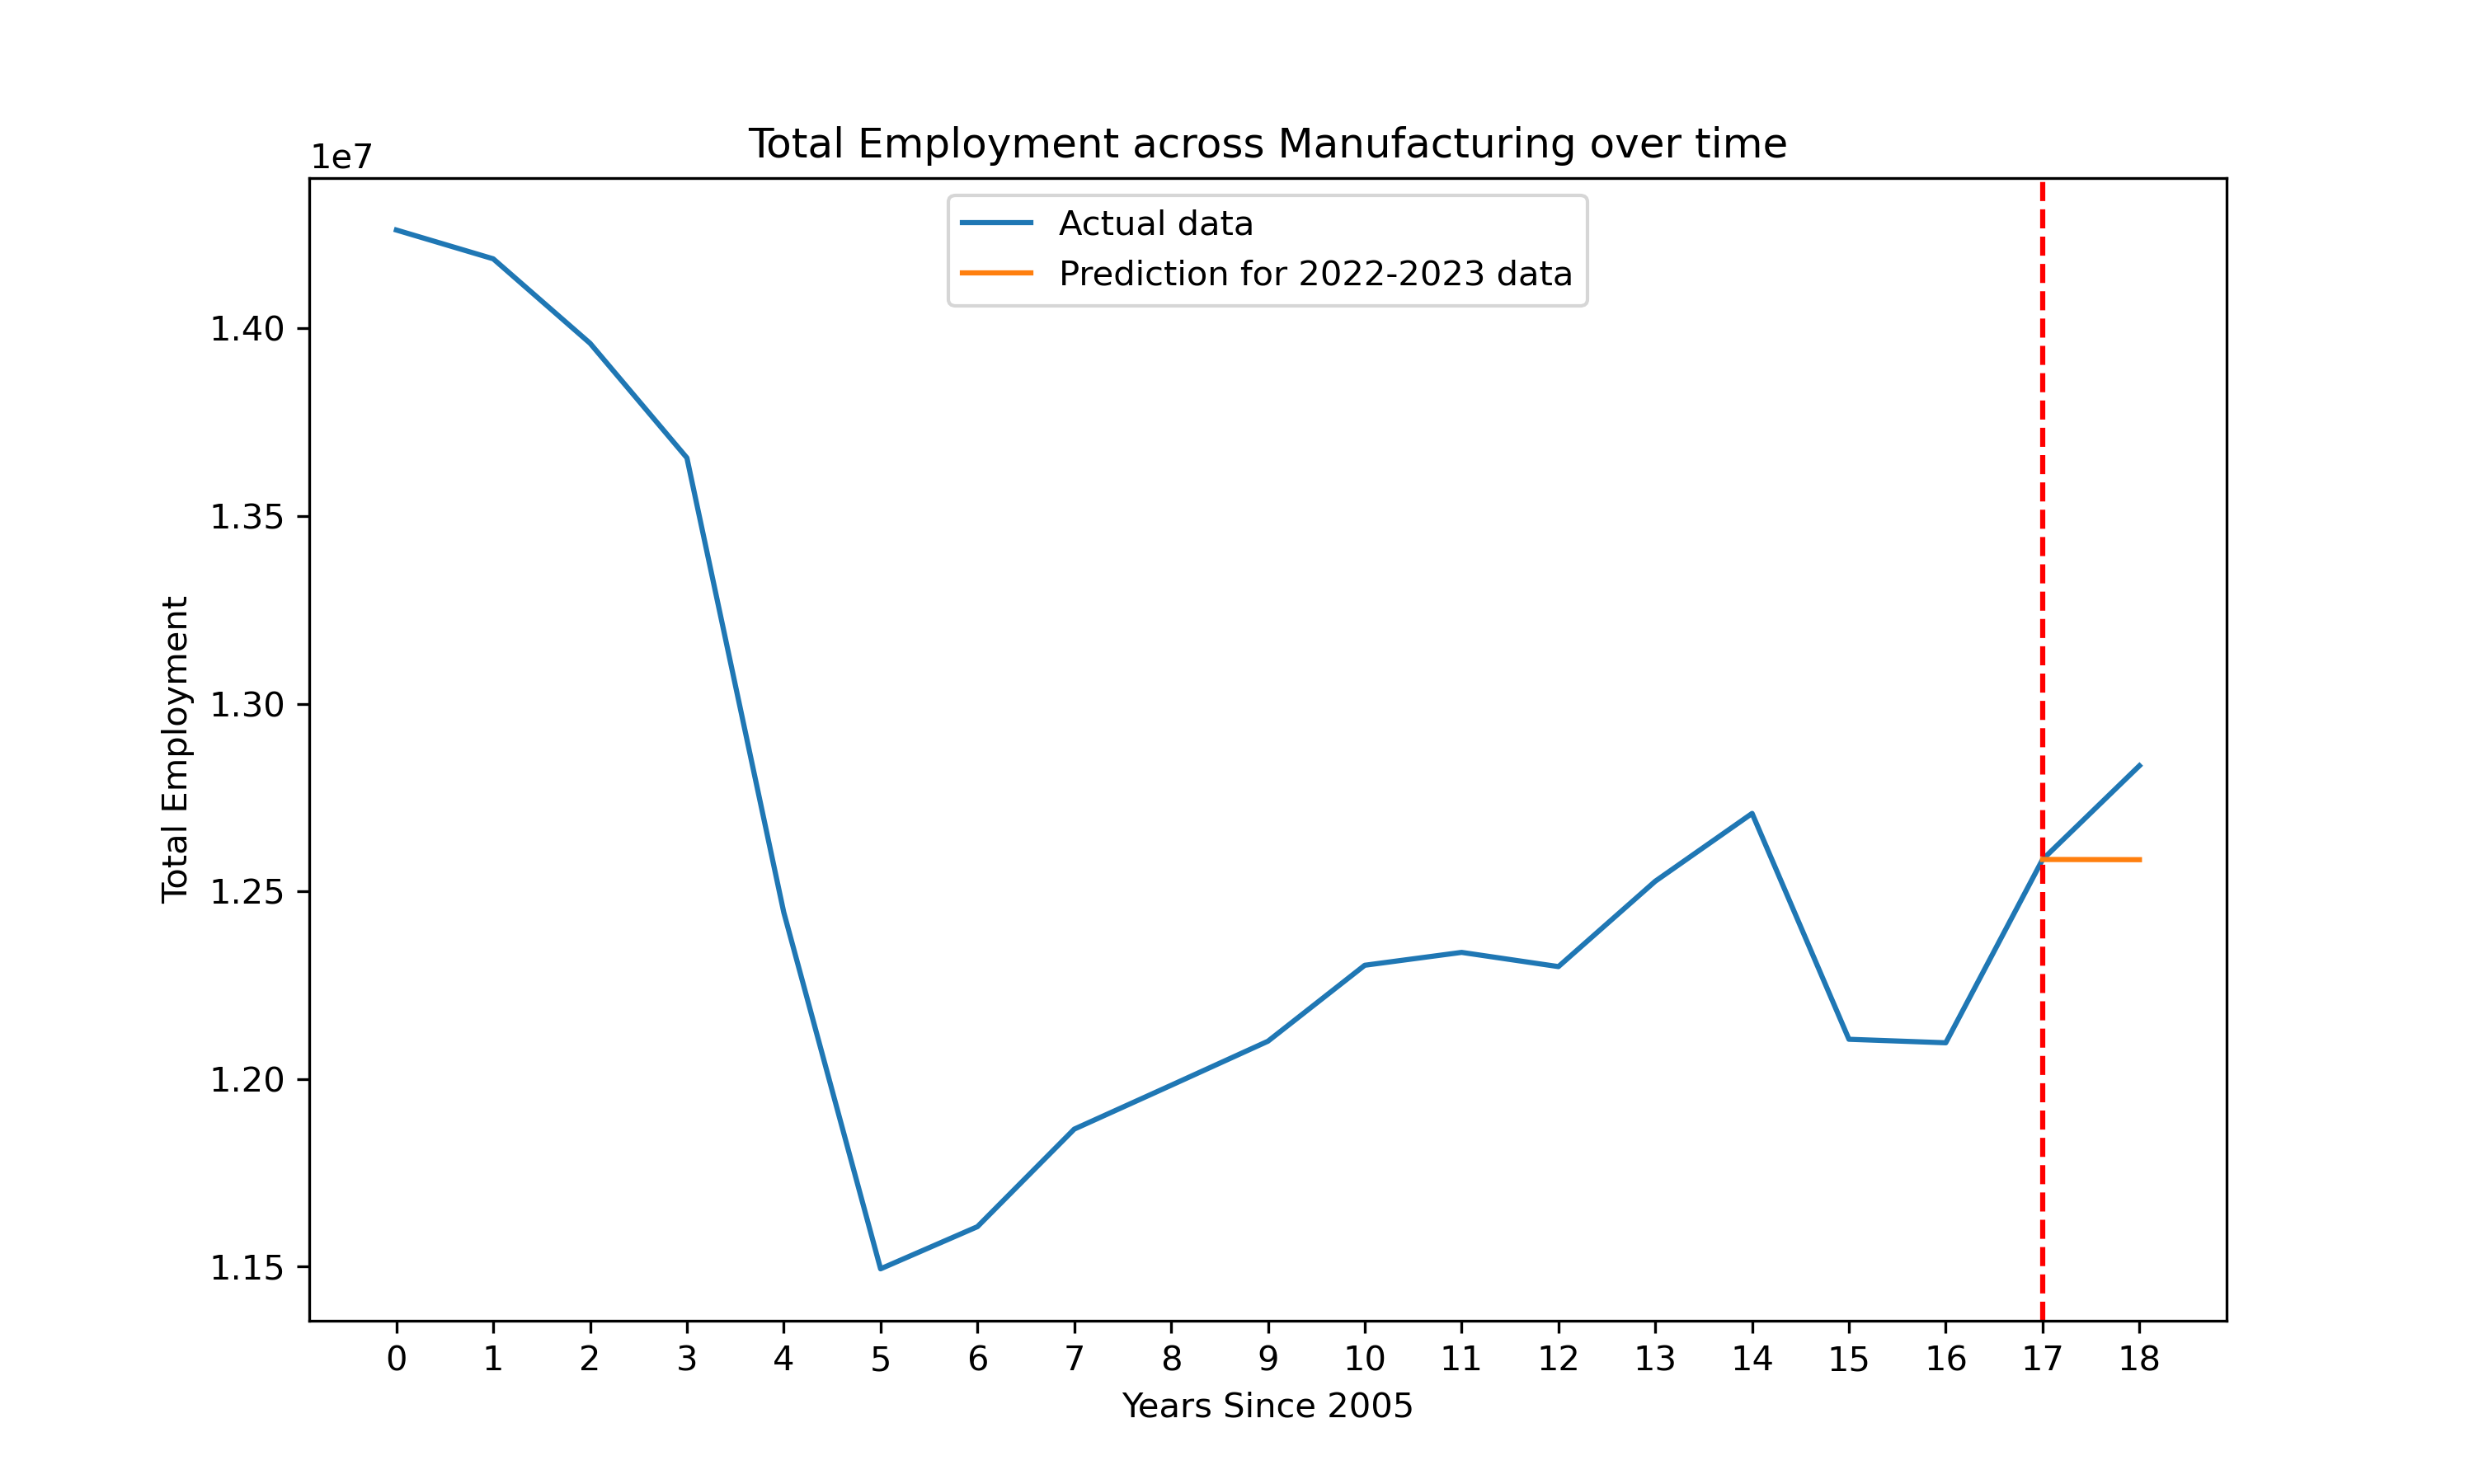 Total Employment across Manufacturing over time
1e7
Actual data
Prediction for 2022-2023 data
1.40
1.35
1.30
1.25
1.20
1.15
Total Employment
0 1 2 3 4 5 6 7 8 9 10 11 12 13 14 15 16 17 18
Years Since 2005